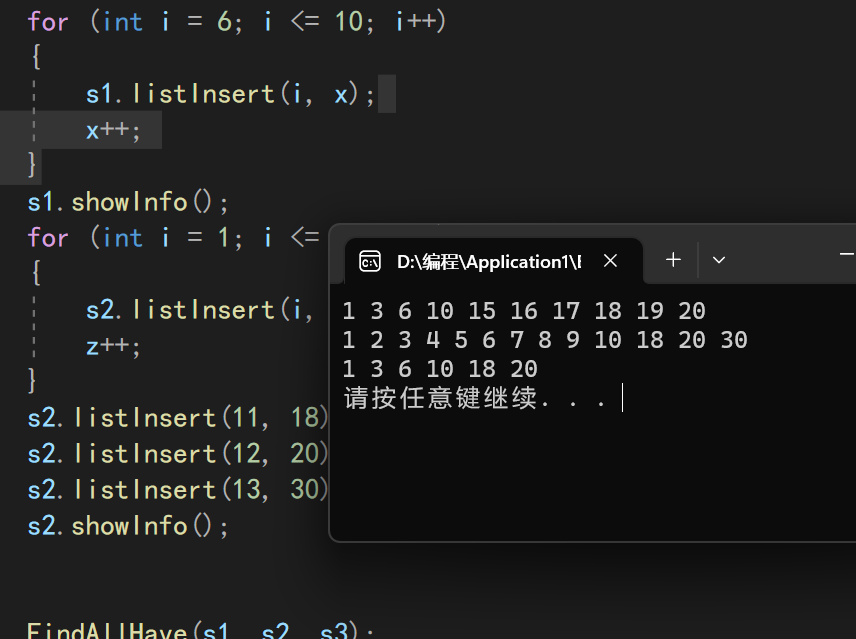 for (int i = 6; i <= 10; i++)
{
s1.listInsert(i, x);
x++;
}
s1.showInfo();
for (int i = 1; i <=
{
s2.listInsert(i,
z++;
}
s2.listInsert(11, 18)
s2.listInsert(12, 20)
s2.listInsert(13, 30)
s2.showInfo();
FindAllHave(s1, s2, s3);
D:\编程\Application1\
1 3 6 10 15 16 17 18 19 20
1 2 3 4 5 6 7 8 9 10 18 20 30
1 3 6 10 18 20
请按任意键继续. . .